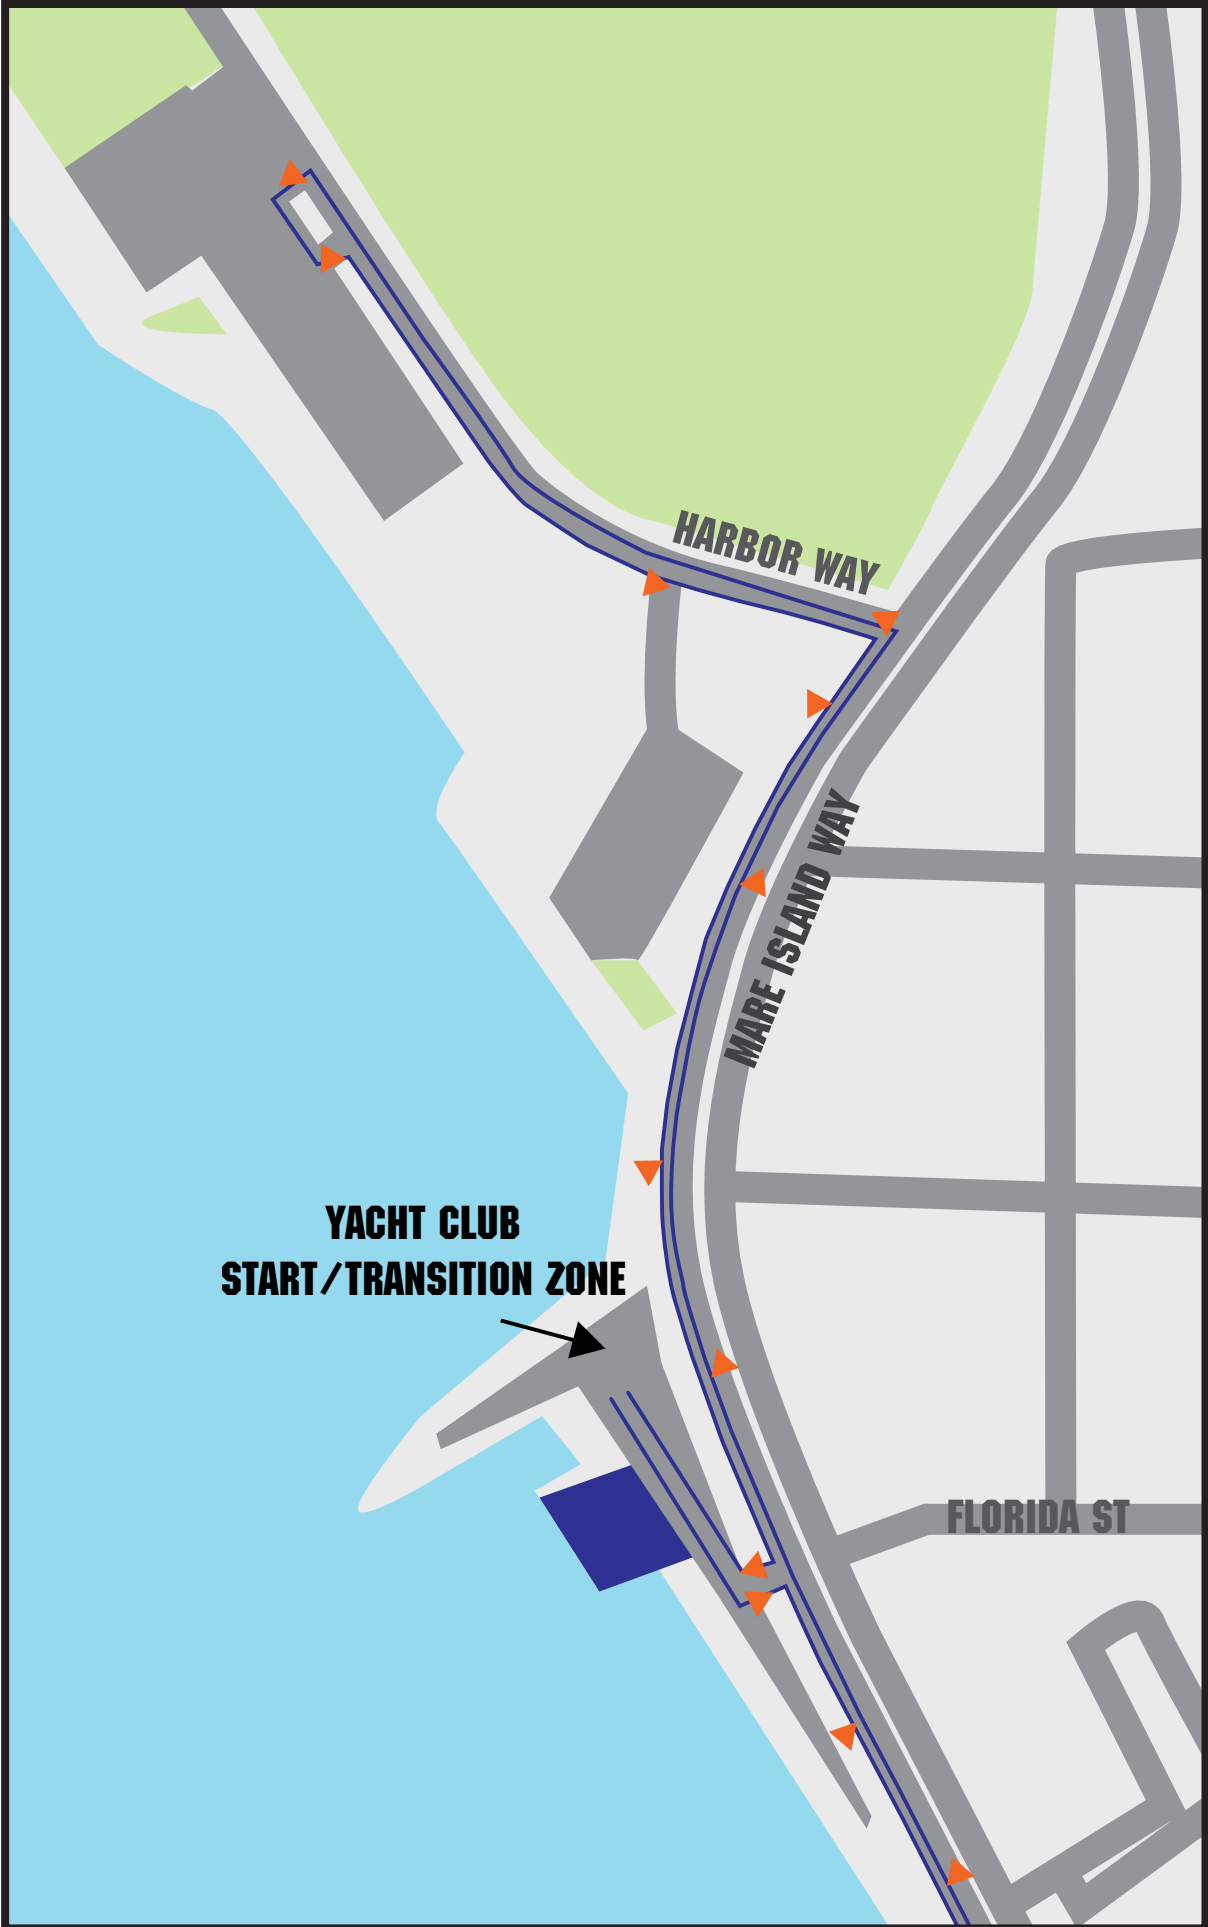 HARBOR WAY
MARE ISLAND WAY
YACHT CLUB
START/TRANSITION ZONE
FLORIDA ST